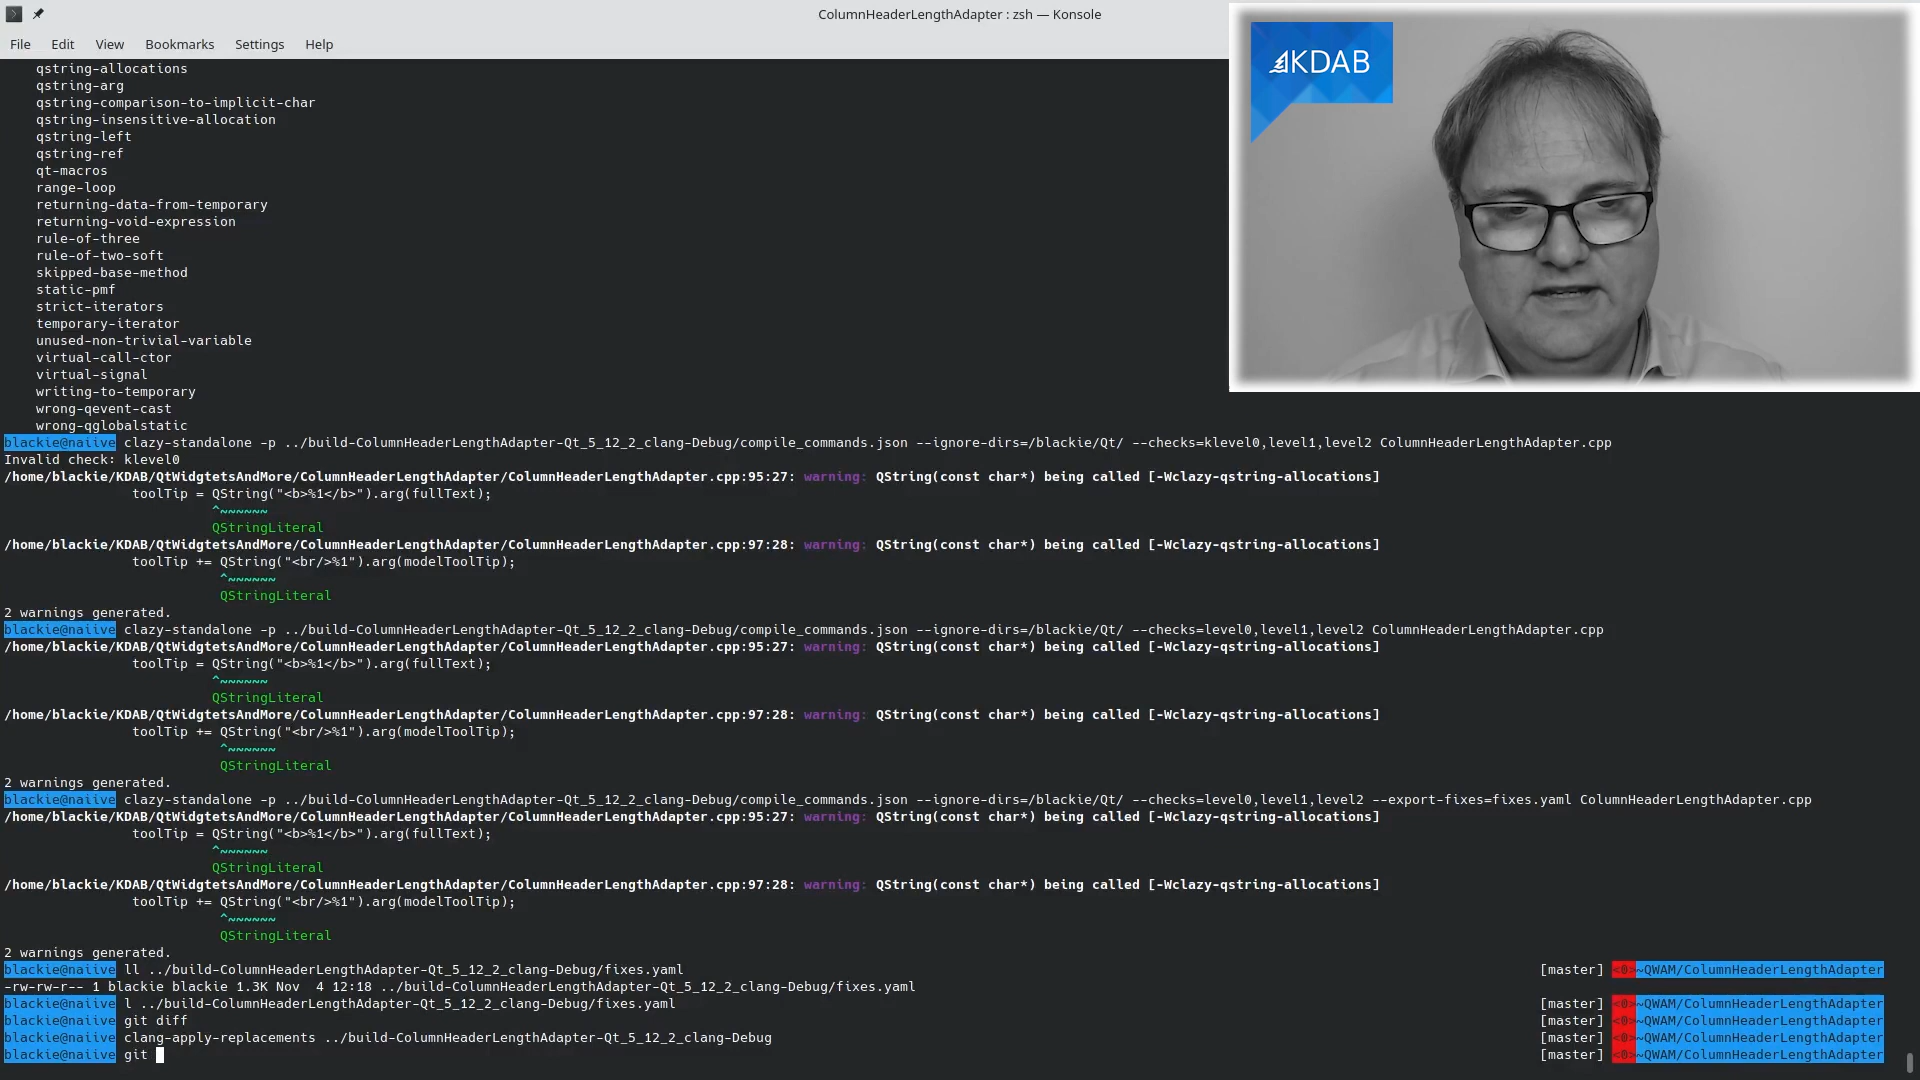 ColumnHeaderLengthAdapter : zsh — Konsole
File Edit View Bookmarks Settings Help
KDAB
qstring-allocations
qstring-arg
qstring-comparison-to-implicit-char
qstring-insensitive-allocation
qstring-left
qstring-ref
qt-macros
range-loop
returning-data-from-temporary
returning-void-expression
rule-of-three
rule-of-two-soft
skipped-base-method
static-pmf
strict-iterators
temporary-iterator
unused-non-trivial-variable
virtual-call-ctor
virtual-signal
writing-to-temporary
wrong-qevent-cast
wrong-qglobalstatic
blackie@naiive clazy-standalone -p ../build-ColumnHeaderLengthAdapter-Qt_5_12_2_clang-Debug/compile_commands.json --ignore-dirs=/blackie/Qt/ --checks=klevel0,level1,level2 ColumnHeaderLengthAdapter.cpp
Invalid check: klevel0
/home/blackie/KDAB/QtWidgtetsAndMore/ColumnHeaderLengthAdapter/ColumnHeaderLengthAdapter.cpp:95:27: warning: QString(const char*) being called [-Wclazy-qstring-allocations]
toolTip = QString("<b>%1</b>").arg(fullText);
^~~~~~~
QStringLiteral
/home/blackie/KDAB/QtWidgtetsAndMore/ColumnHeaderLengthAdapter/ColumnHeaderLengthAdapter.cpp:97:28: warning: QString(const char*) being called [-Wclazy-qstring-allocations]
toolTip += QString("<br/>%1").arg(modelToolTip);
^~~~~~~
QStringLiteral
2 warnings generated.
blackie@naiive clazy-standalone -p ../build-ColumnHeaderLengthAdapter-Qt_5_12_2_clang-Debug/compile_commands.json --ignore-dirs=/blackie/Qt/ --checks=level0,level1,level2 ColumnHeaderLengthAdapter.cpp
/home/blackie/KDAB/QtWidgtetsAndMore/ColumnHeaderLengthAdapter/ColumnHeaderLengthAdapter.cpp:95:27: warning: QString(const char*) being called [-Wclazy-qstring-allocations]
toolTip = QString("<b>%1</b>").arg(fullText);
^~~~~~~
QStringLiteral
/home/blackie/KDAB/QtWidgtetsAndMore/ColumnHeaderLengthAdapter/ColumnHeaderLengthAdapter.cpp:97:28: warning: QString(const char*) being called [-Wclazy-qstring-allocations]
toolTip += QString("<br/>%1").arg(modelToolTip);
^~~~~~~
QStringLiteral
2 warnings generated.
blackie@naiive clazy-standalone -p ../build-ColumnHeaderLengthAdapter-Qt_5_12_2_clang-Debug/compile_commands.json --ignore-dirs=/blackie/Qt/ --checks=level0,level1,level2 --export-fixes=fixes.yaml ColumnHeaderLengthAdapter.cpp
/home/blackie/KDAB/QtWidgtetsAndMore/ColumnHeaderLengthAdapter/ColumnHeaderLengthAdapter.cpp:95:27: warning: QString(const char*) being called [-Wclazy-qstring-allocations]
toolTip = QString("<b>%1</b>").arg(fullText);
^~~~~~~
QStringLiteral
/home/blackie/KDAB/QtWidgtetsAndMore/ColumnHeaderLengthAdapter/ColumnHeaderLengthAdapter.cpp:97:28: warning: QString(const char*) being called [-Wclazy-qstring-allocations]
toolTip += QString("<br/>%1").arg(modelToolTip);
^~~~~~~
QStringLiteral
2 warnings generated.
blackie@naiive ll ../build-ColumnHeaderLengthAdapter-Qt_5_12_2_clang-Debug/fixes.yaml [master] <0>~QWAM/ColumnHeaderLengthAdapter
-rw-rw-r-- 1 blackie blackie 1.3K Nov  4 12:18 ../build-ColumnHeaderLengthAdapter-Qt_5_12_2_clang-Debug/fixes.yaml
blackie@naiive l ../build-ColumnHeaderLengthAdapter-Qt_5_12_2_clang-Debug/fixes.yaml [master] <0>~QWAM/ColumnHeaderLengthAdapter
blackie@naiive git diff [master] <0>~QWAM/ColumnHeaderLengthAdapter
blackie@naiive clang-apply-replacements ../build-ColumnHeaderLengthAdapter-Qt_5_12_2_clang-Debug [master] <0>~QWAM/ColumnHeaderLengthAdapter
blackie@naiive git [master] <0>~QWAM/ColumnHeaderLengthAdapter